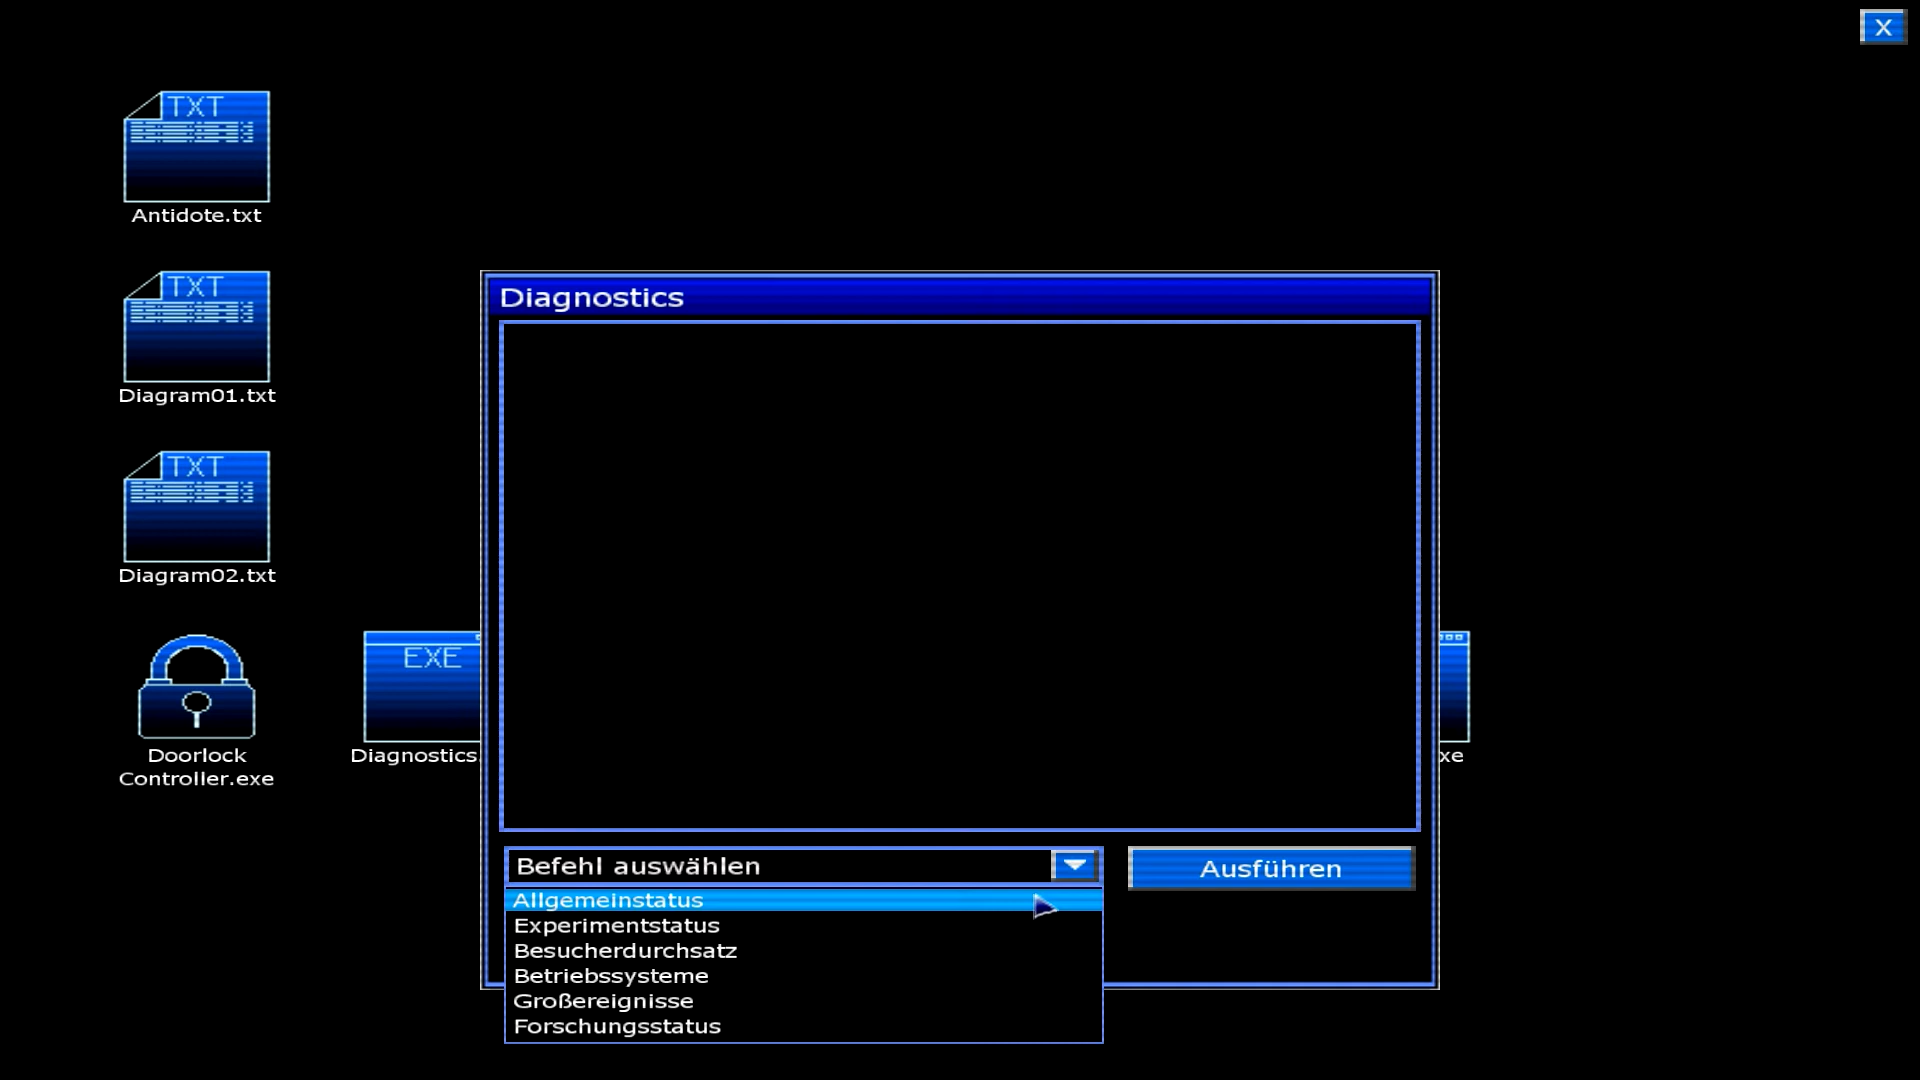 X
TXT
Antidote.txt
TXT
Diagram01.txt
TXT
Diagram02.txt
Doorlock
Controller.exe
EXE
Diagnostics.
xe
Diagnostics
Befehl auswählen
Ausführen
Allgemeinstatus
Experimentstatus
Besucherdurchsatz
Betriebssysteme
Großereignisse
Forschungsstatus